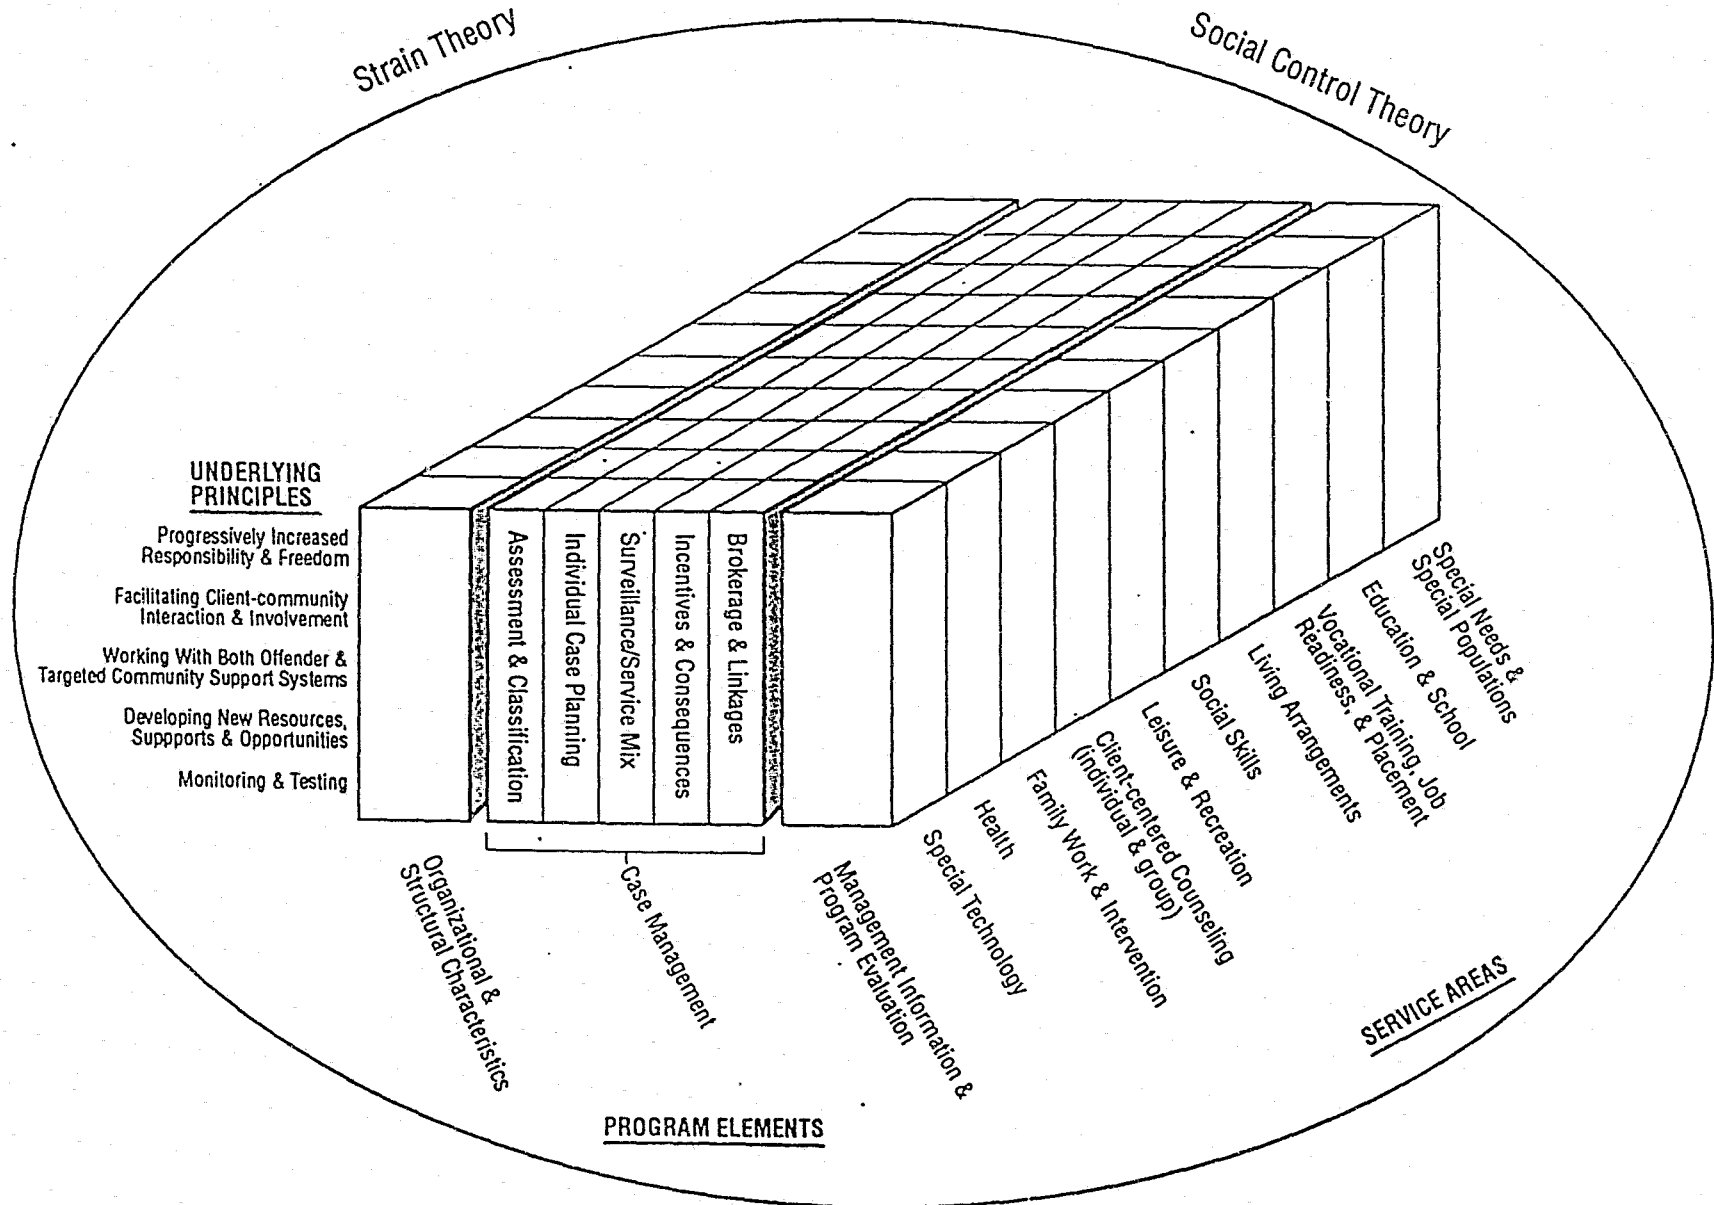 Strain Theory
Social Control Theory
UNDERLYING
PRINCIPLES
Progressively Increased
Responsibility & Freedom
Facilitating Client-community
Interaction & Involvement
Working With Both Offender &
Targeted Community Support Systems
Developing New Resources,
Suppports & Opportunities
Monitoring & Testing
Assessment & Classification
Individual Case Planning
Surveillance/Service Mix
Incentives & Consequences
Brokerage & Linkages
Organizational &
Structural Characteristics
Case Management
Management Information &
Program Evaluation
PROGRAM ELEMENTS
Special Technology
Health
Family Work & Intervention
Client-centered Counseling
(individual & group)
Leisure & Recreation
Social Skills
Living Arrangements
Vocational Training, Job
Readiness, & Placement
Education & School
Special Needs &
Special Populations
SERVICE AREAS